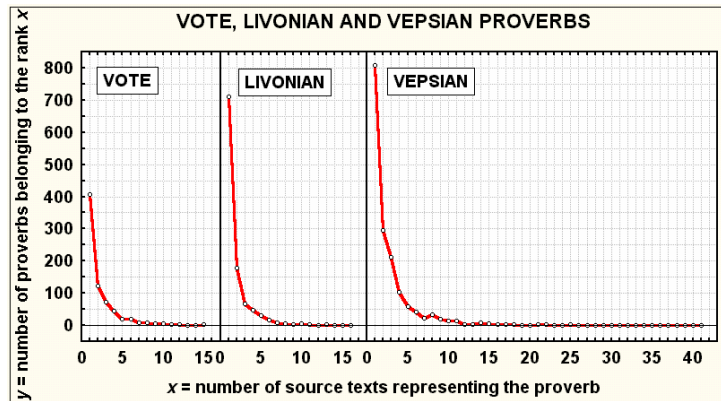 VOTE, LIVONIAN AND VEPSIAN PROVERBS
y = number of proverbs belonging to the rank x
800
700
600
500
400
300
200
100
0
VOTE
LIVONIAN
VEPSIAN
0 5 10 15 0 5 10 15 0 5 10 15 20 25 30 35 40
x = number of source texts representing the proverb